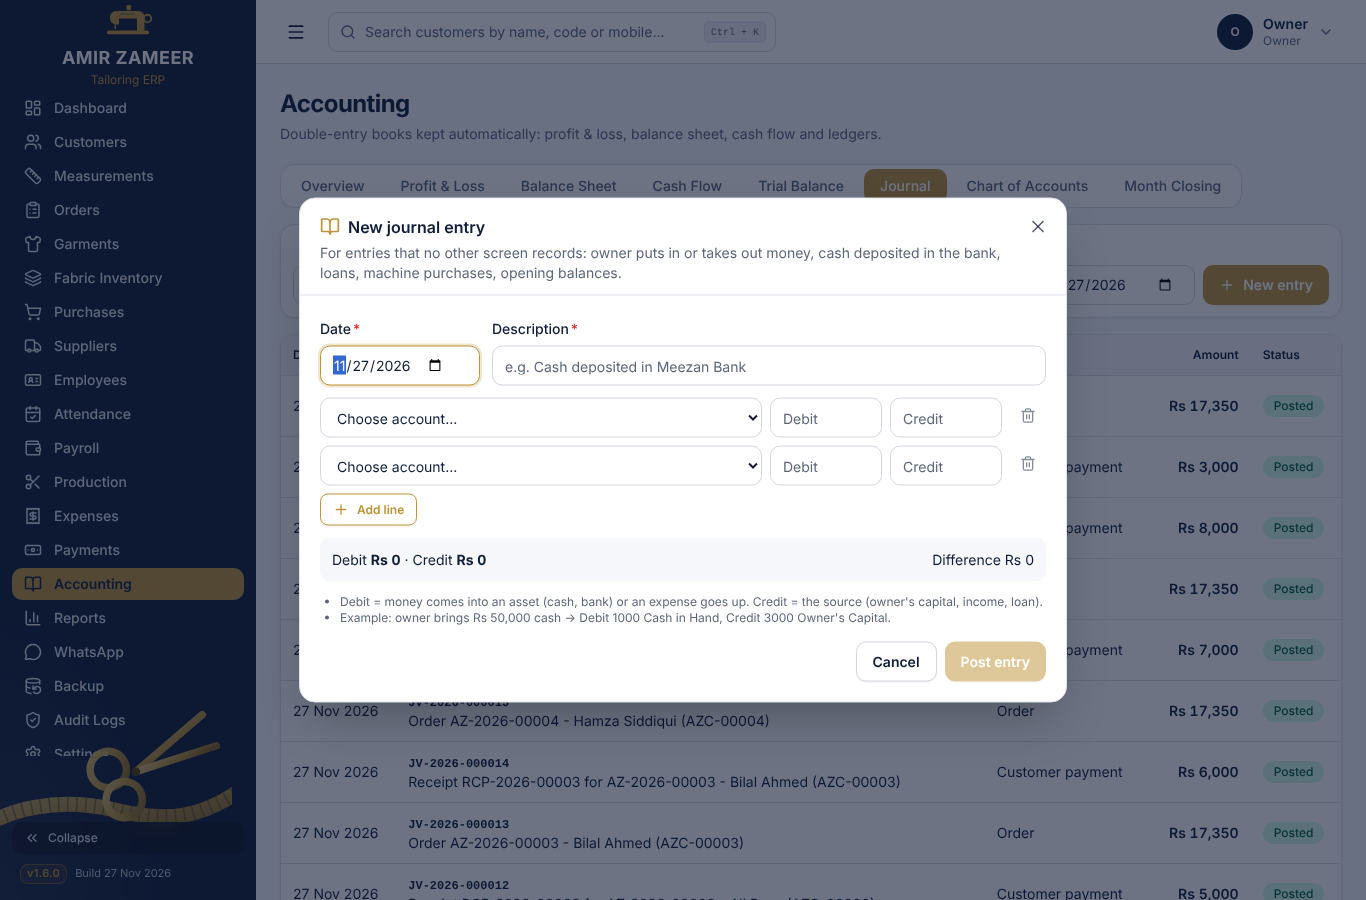 AMIR ZAMEER
Tailoring ERP
Dashboard
Customers
Measurements
Orders
Garments
Fabric Inventory
Purchases
Suppliers
Employees
Attendance
Payroll
Production
Expenses
Payments
Accounting
Reports
WhatsApp
Backup
Audit Logs
Settings
Collapse
v1.6.0 Build 27 Nov 2026
Search customers by name, code or mobile... Ctrl + K
O Owner
Owner
Accounting
Double-entry books kept automatically: profit & loss, balance sheet, cash flow and ledgers.
Overview Profit & Loss Balance Sheet Cash Flow Trial Balance Journal Chart of Accounts Month Closing
27/2026 New entry
Amount Status
Rs 17,350 Posted
payment Rs 3,000 Posted
Rs 8,000 Posted
Rs 17,350 Posted
payment Rs 7,000 Posted
New journal entry
For entries that no other screen records: owner puts in or takes out money, cash deposited in the bank,
loans, machine purchases, opening balances.
Date * Description *
11/27/2026 e.g. Cash deposited in Meezan Bank
Choose account... Debit Credit
Choose account... Debit Credit
Add line
Debit Rs 0 · Credit Rs 0 Difference Rs 0
• Debit = money comes into an asset (cash, bank) or an expense goes up. Credit = the source (owner's capital, income, loan).
• Example: owner brings Rs 50,000 cash → Debit 1000 Cash in Hand, Credit 3000 Owner's Capital.
Cancel Post entry
JV-2026-000015
27 Nov 2026 Order AZ-2026-00004 - Hamza Siddiqui (AZC-00004) Order Rs 17,350 Posted
JV-2026-000014
27 Nov 2026 Receipt RCP-2026-00003 for AZ-2026-00003 - Bilal Ahmed (AZC-00003) Customer payment Rs 6,000 Posted
JV-2026-000013
27 Nov 2026 Order AZ-2026-00003 - Bilal Ahmed (AZC-00003) Order Rs 17,350 Posted
JV-2026-000012
27 Nov 2026 Customer payment Rs 5,000 Posted